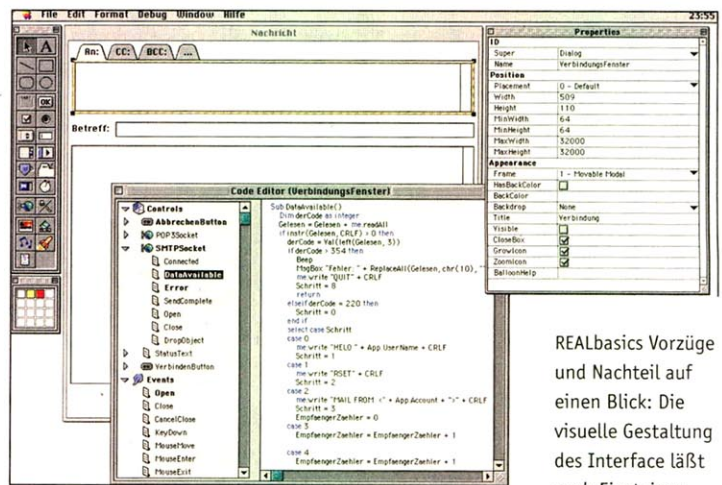 File Edit Format Debug Window Hilfe
23:55
Nachricht
An: CC: BCC: ...
Betreff:
A
OK
Properties
ID
Super Dialog
Name VerbindungsFenster
Position
Placement 0 - Default
Width 509
Height 110
MinWidth 64
MinHeight 64
MaxWidth 32000
MaxHeight 32000
Appearance
Frame 1 - Movable Modal
HasBackColor
BackColor
Backdrop None
Title Verbindung
Visible
CloseBox
GrowIcon
ZoomIcon
BalloonHelp
Code Editor (VerbindungsFenster)
Controls
AbbrechenButton
POP3Socket
SMTPSocket
Connected
DataAvailable
Error
SendComplete
Open
Close
DropObject
StatusText
VerbindenButton
Events
Open
Close
CancelClose
KeyDown
MouseMove
MouseEnter
MouseExit
Sub DataAvailable()
Dim derCode as integer
Gelesen = Gelesen + me.readAll
if instr(Gelesen, CRLF) > 0 then
derCode = Val(left(Gelesen, 3))
if derCode > 354 then
Beep
MsgBox "Fehler: " + ReplaceAll(Gelesen, chr(10), "
me.write "QUIT" + CRLF
Schritt = 8
return
elseif derCode = 220 then
Schritt = 0
end if
select case Schritt
case 0
me.write "HELO " + App.UserName + CRLF
Schritt = 1
case 1
me.write "RSET" + CRLF
Schritt = 2
case 2
me.write "MAIL FROM: <" + App.Account + ">" + CRLF
Schritt = 3
EmpfaengerZaehler = 0
case 3
EmpfaengerZaehler = EmpfaengerZaehler + 1
case 4
EmpfaengerZaehler = EmpfaengerZaehler + 1
REALbasics Vorzüge
und Nachteil auf
einen Blick: Die
visuelle Gestaltung
des Interface läßt